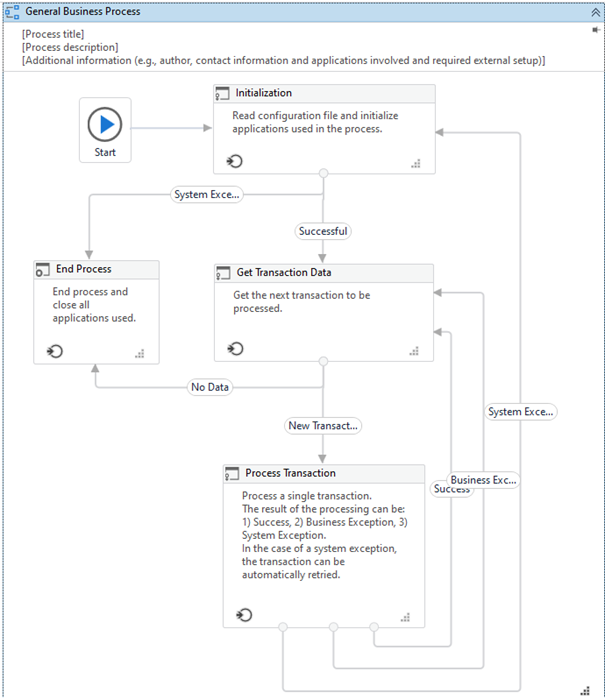 General Business Process
[Process title]
[Process description]
[Additional information (e.g., author, contact information and applications involved and required external setup)]
Start
Initialization
Read configuration file and initialize
applications used in the process.
System Exce...
Successful
End Process
End process and
close all
applications used.
Get Transaction Data
Get the next transaction to be
processed.
No Data
New Transact...
System Exce...
Business Exc...
Success
Process Transaction
Process a single transaction.
The result of the processing can be:
1) Success, 2) Business Exception, 3)
System Exception.
In the case of a system exception,
the transaction can be
automatically retried.